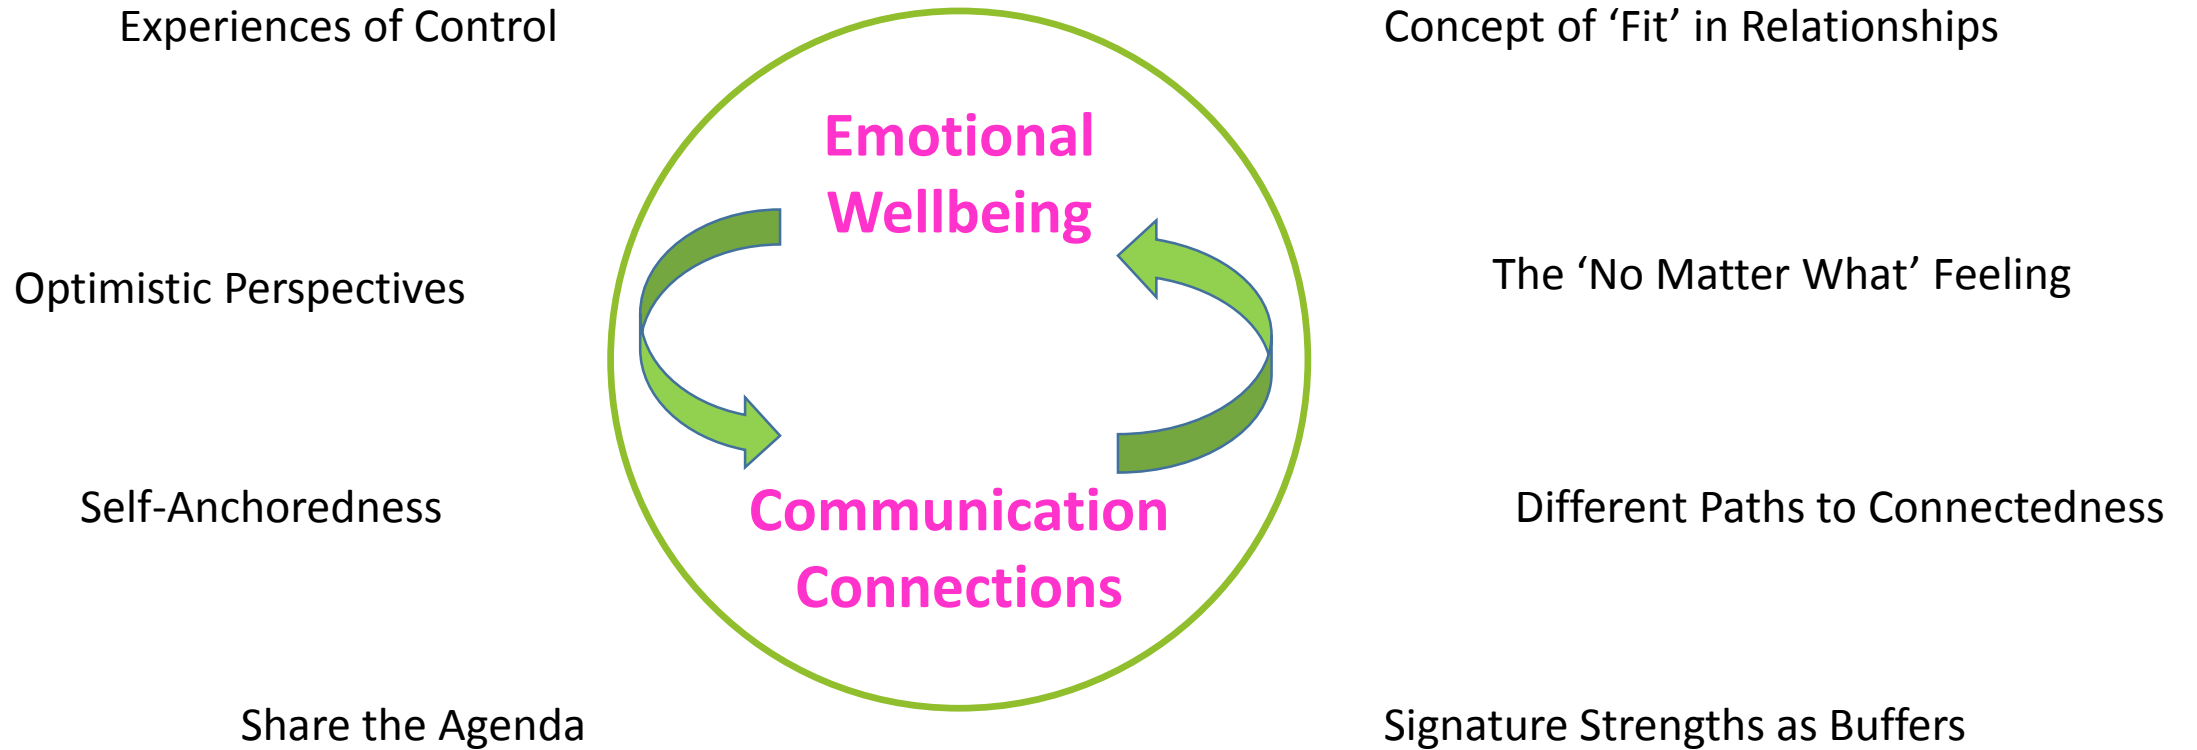 Experiences of Control
Concept of ‘Fit’ in Relationships
Emotional
Wellbeing
Optimistic Perspectives
The ‘No Matter What’ Feeling
Self-Anchoredness
Communication
Connections
Different Paths to Connectedness
Share the Agenda
Signature Strengths as Buffers